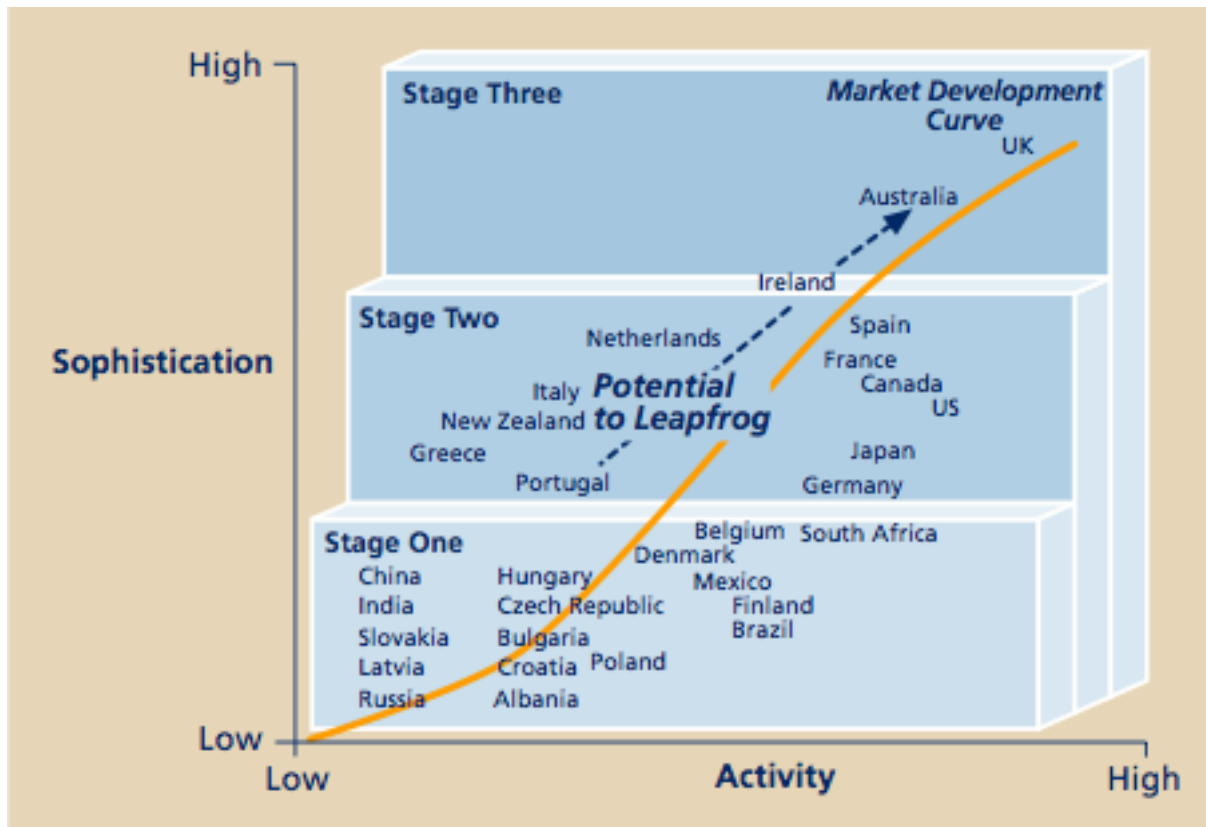 High
Stage Three
Market Development
Curve
UK
Australia
Ireland
Stage Two
Netherlands
Spain
France
Sophistication
Italy
Potential
Canada
New Zealand
to Leapfrog
US
Greece
Japan
Portugal
Germany
Stage One
Belgium
South Africa
Denmark
China
Hungary
Mexico
India
Czech Republic
Finland
Slovakia
Bulgaria
Brazil
Latvia
Croatia
Poland
Russia
Albania
Low
Low
Activity
High